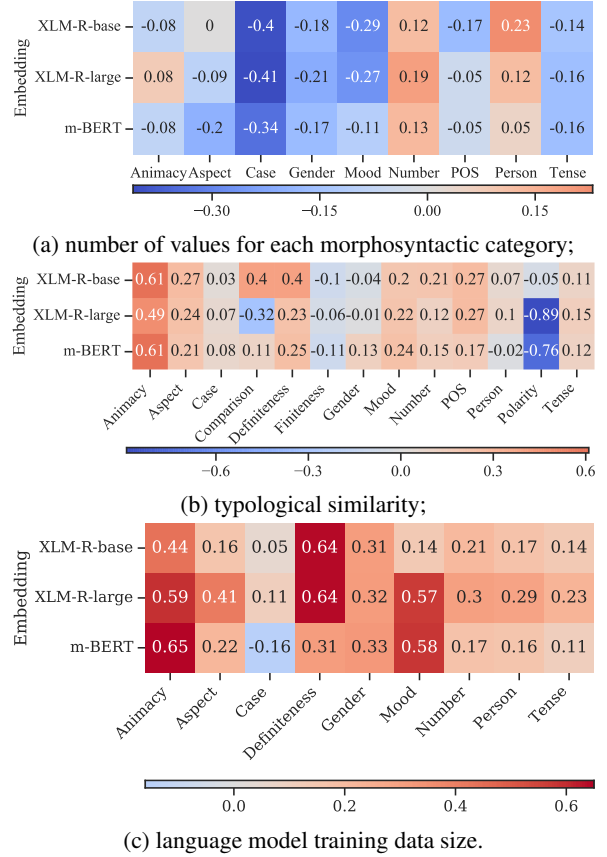 Embedding
XLM-R-base -0.08 0 -0.4 -0.18 -0.29 0.12 -0.17 0.23 -0.14
XLM-R-large 0.08 -0.09 -0.41 -0.21 -0.27 0.19 -0.05 0.12 -0.16
m-BERT -0.08 -0.2 -0.34 -0.17 -0.11 0.13 -0.05 0.05 -0.16
Animacy Aspect Case Gender Mood Number POS Person Tense
−0.30 −0.15 0.00 0.15
(a) number of values for each morphosyntactic category;
Embedding
XLM-R-base 0.61 0.27 0.03 0.4 0.4 -0.1 -0.04 0.2 0.21 0.27 0.07 -0.05 0.11
XLM-R-large 0.49 0.24 0.07 -0.32 0.23 -0.06 -0.01 0.22 0.12 0.27 0.1 -0.89 0.15
m-BERT 0.61 0.21 0.08 0.11 0.25 -0.11 0.13 0.24 0.15 0.17 -0.02 -0.76 0.12
Animacy Aspect Case Comparison Definiteness Finiteness Gender Mood Number POS Person Polarity Tense
−0.6 −0.3 0.0 0.3 0.6
(b) typological similarity;
Embedding
XLM-R-base 0.44 0.16 0.05 0.64 0.31 0.14 0.21 0.17 0.14
XLM-R-large 0.59 0.41 0.11 0.64 0.32 0.57 0.3 0.29 0.23
m-BERT 0.65 0.22 -0.16 0.31 0.33 0.58 0.17 0.16 0.11
Animacy Aspect Case Definiteness Gender Mood Number Person Tense
0.0 0.2 0.4 0.6
(c) language model training data size.